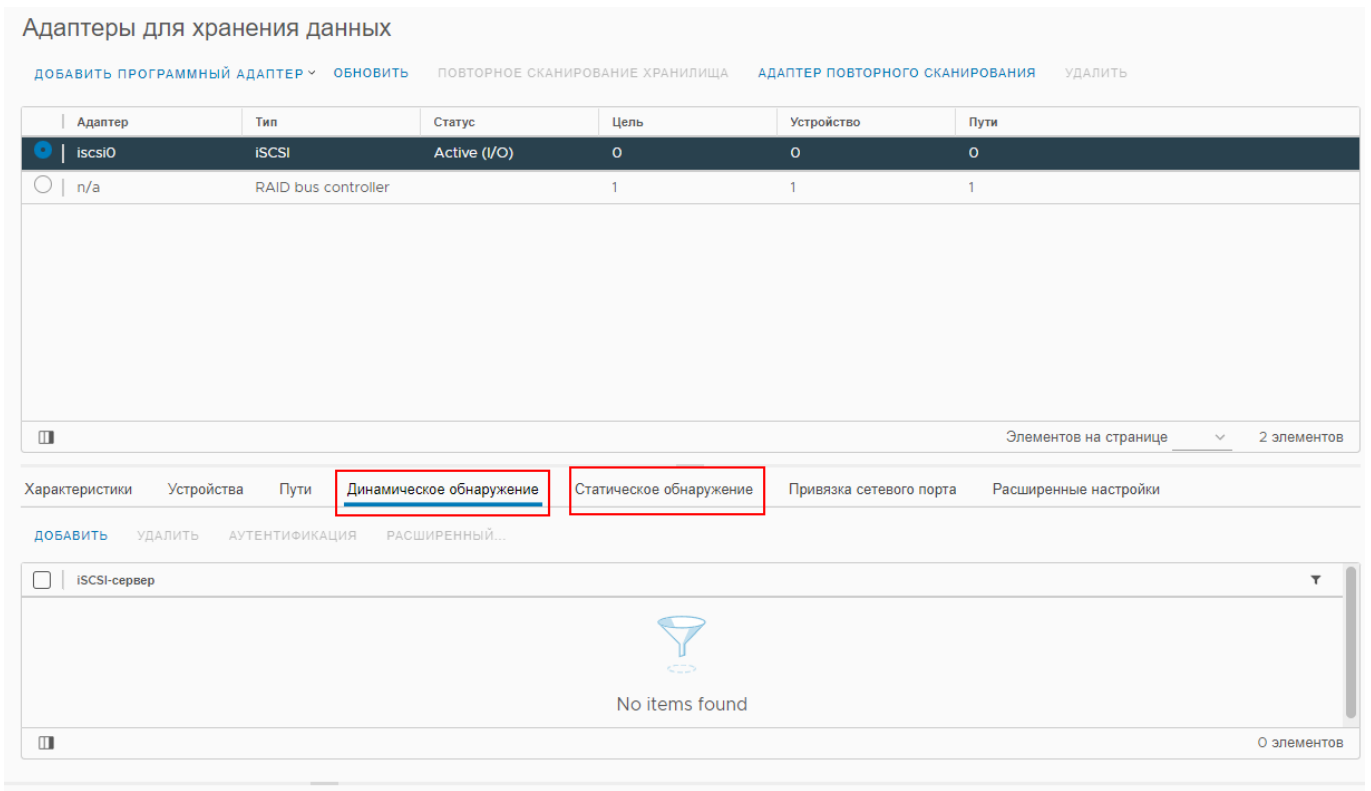 Адаптеры для хранения данных
ДОБАВИТЬ ПРОГРАММНЫЙ АДАПТЕР ОБНОВИТЬ ПОВТОРНОЕ СКАНИРОВАНИЕ ХРАНИЛИЩА АДАПТЕР ПОВТОРНОГО СКАНИРОВАНИЯ УДАЛИТЬ
Адаптер Тип Статус Цель Устройство Пути
iscsi0 iSCSI Active (I/O) 0 0 0
n/a RAID bus controller 1 1 1
Элементов на странице 2 элементов
Характеристики Устройства Пути Динамическое обнаружение Статическое обнаружение Привязка сетевого порта Расширенные настройки
ДОБАВИТЬ УДАЛИТЬ АУТЕНТИФИКАЦИЯ РАСШИРЕННЫЙ...
iSCSI-сервер
No items found
0 элементов